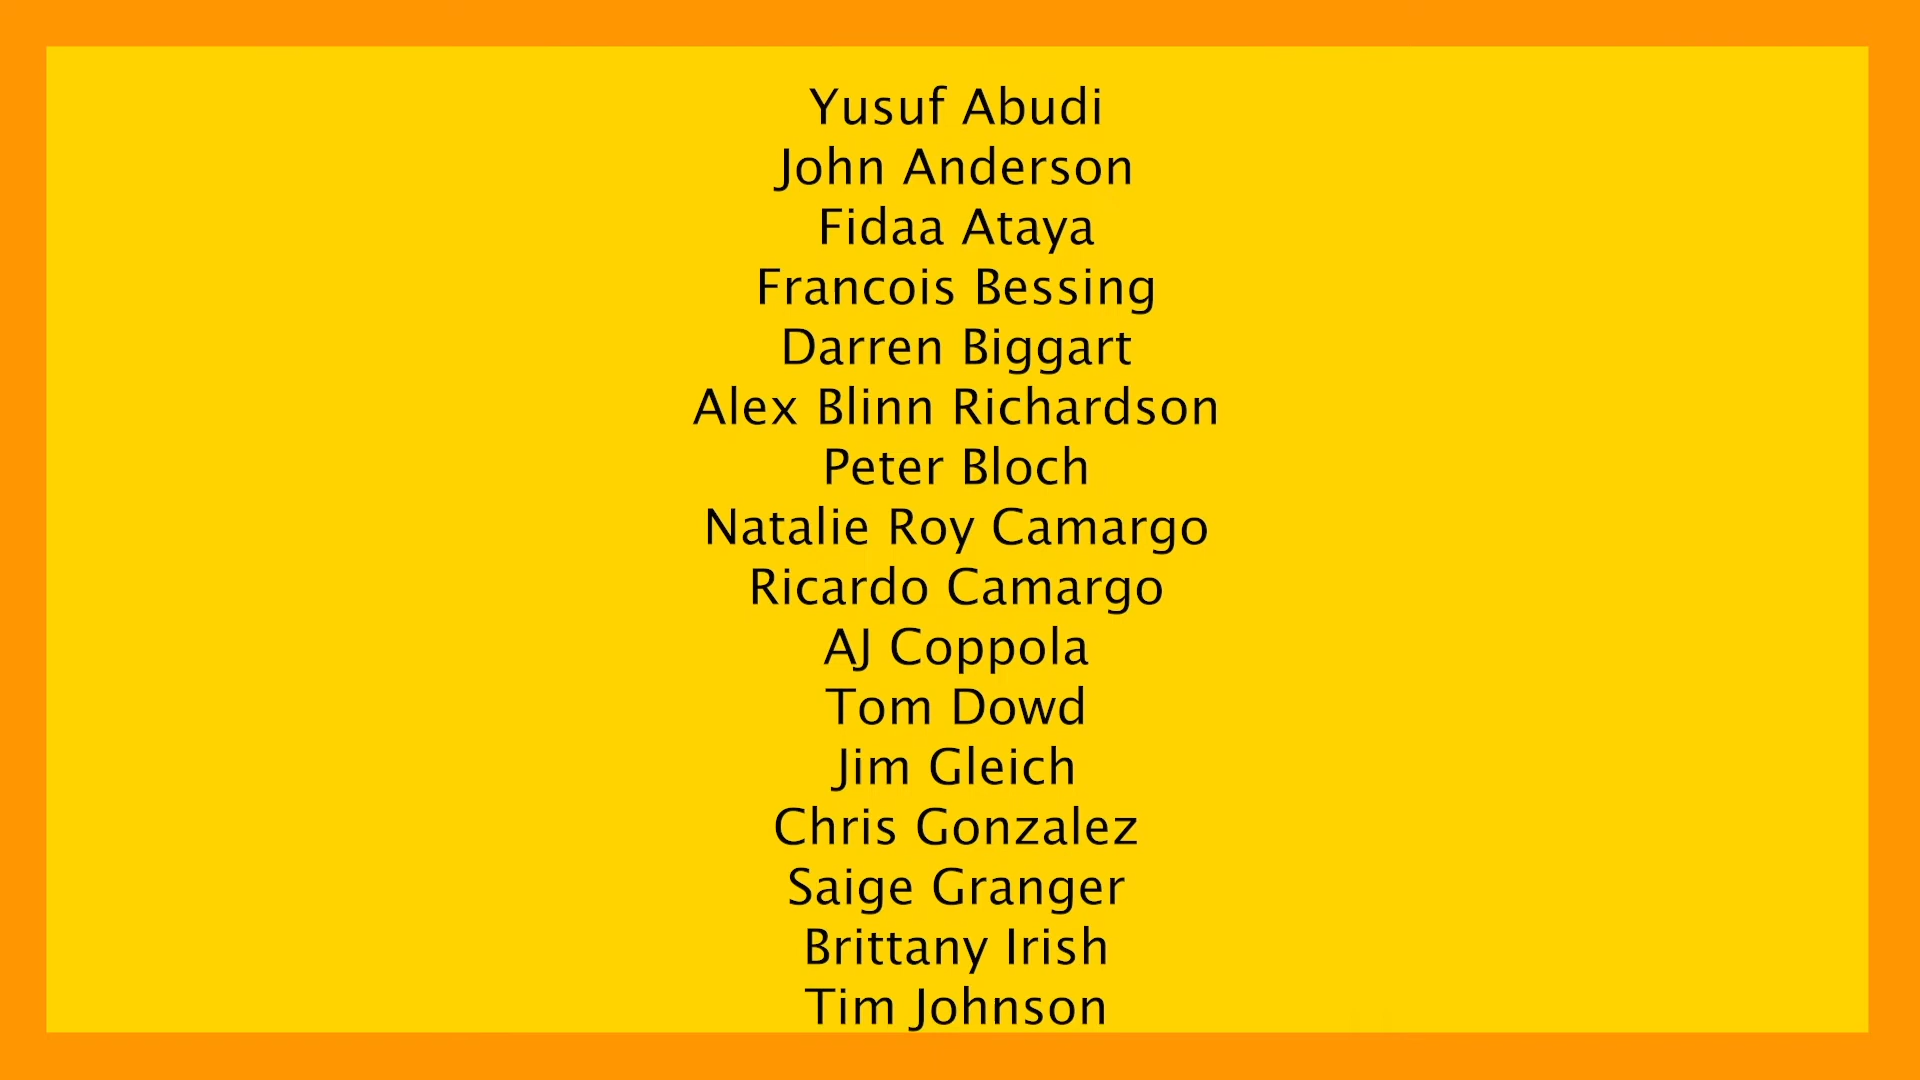 Yusuf Abudi
John Anderson
Fidaa Ataya
Francois Bessing
Darren Biggart
Alex Blinn Richardson
Peter Bloch
Natalie Roy Camargo
Ricardo Camargo
AJ Coppola
Tom Dowd
Jim Gleich
Chris Gonzalez
Saige Granger
Brittany Irish
Tim Johnson